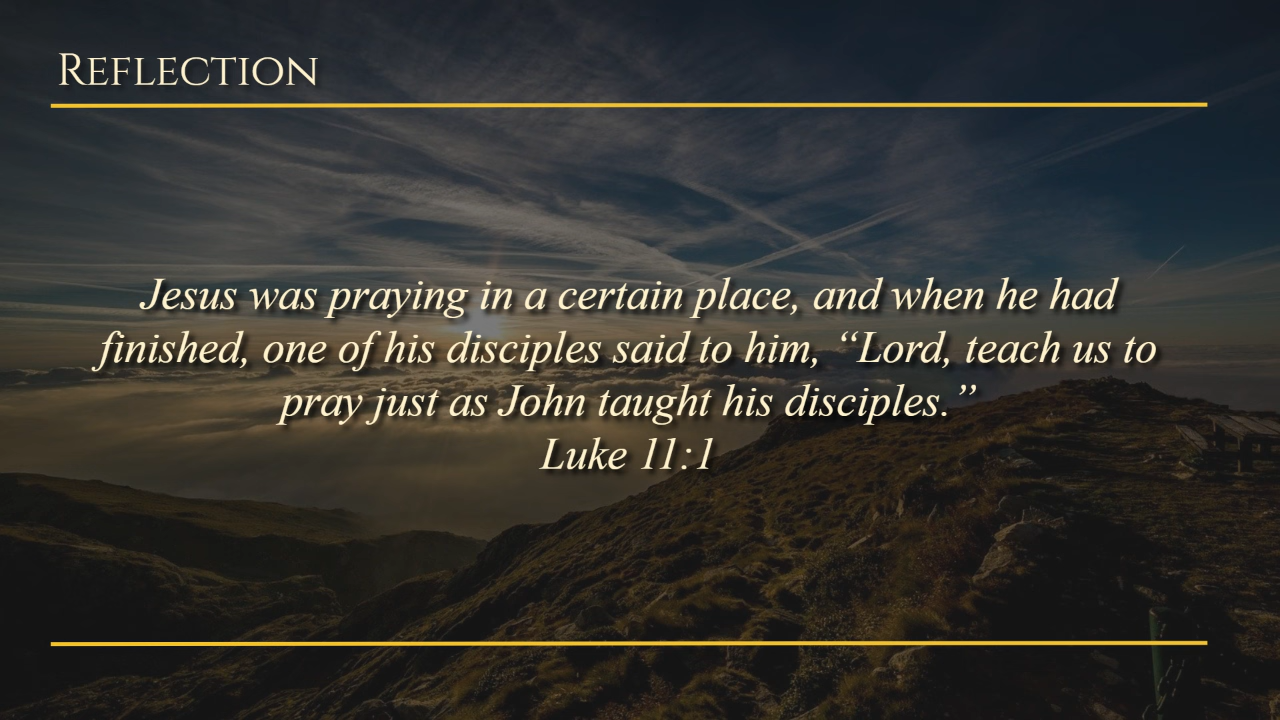 Reflection
Jesus was praying in a certain place, and when he had
finished, one of his disciples said to him, “Lord, teach us to
pray just as John taught his disciples.”
Luke 11:1